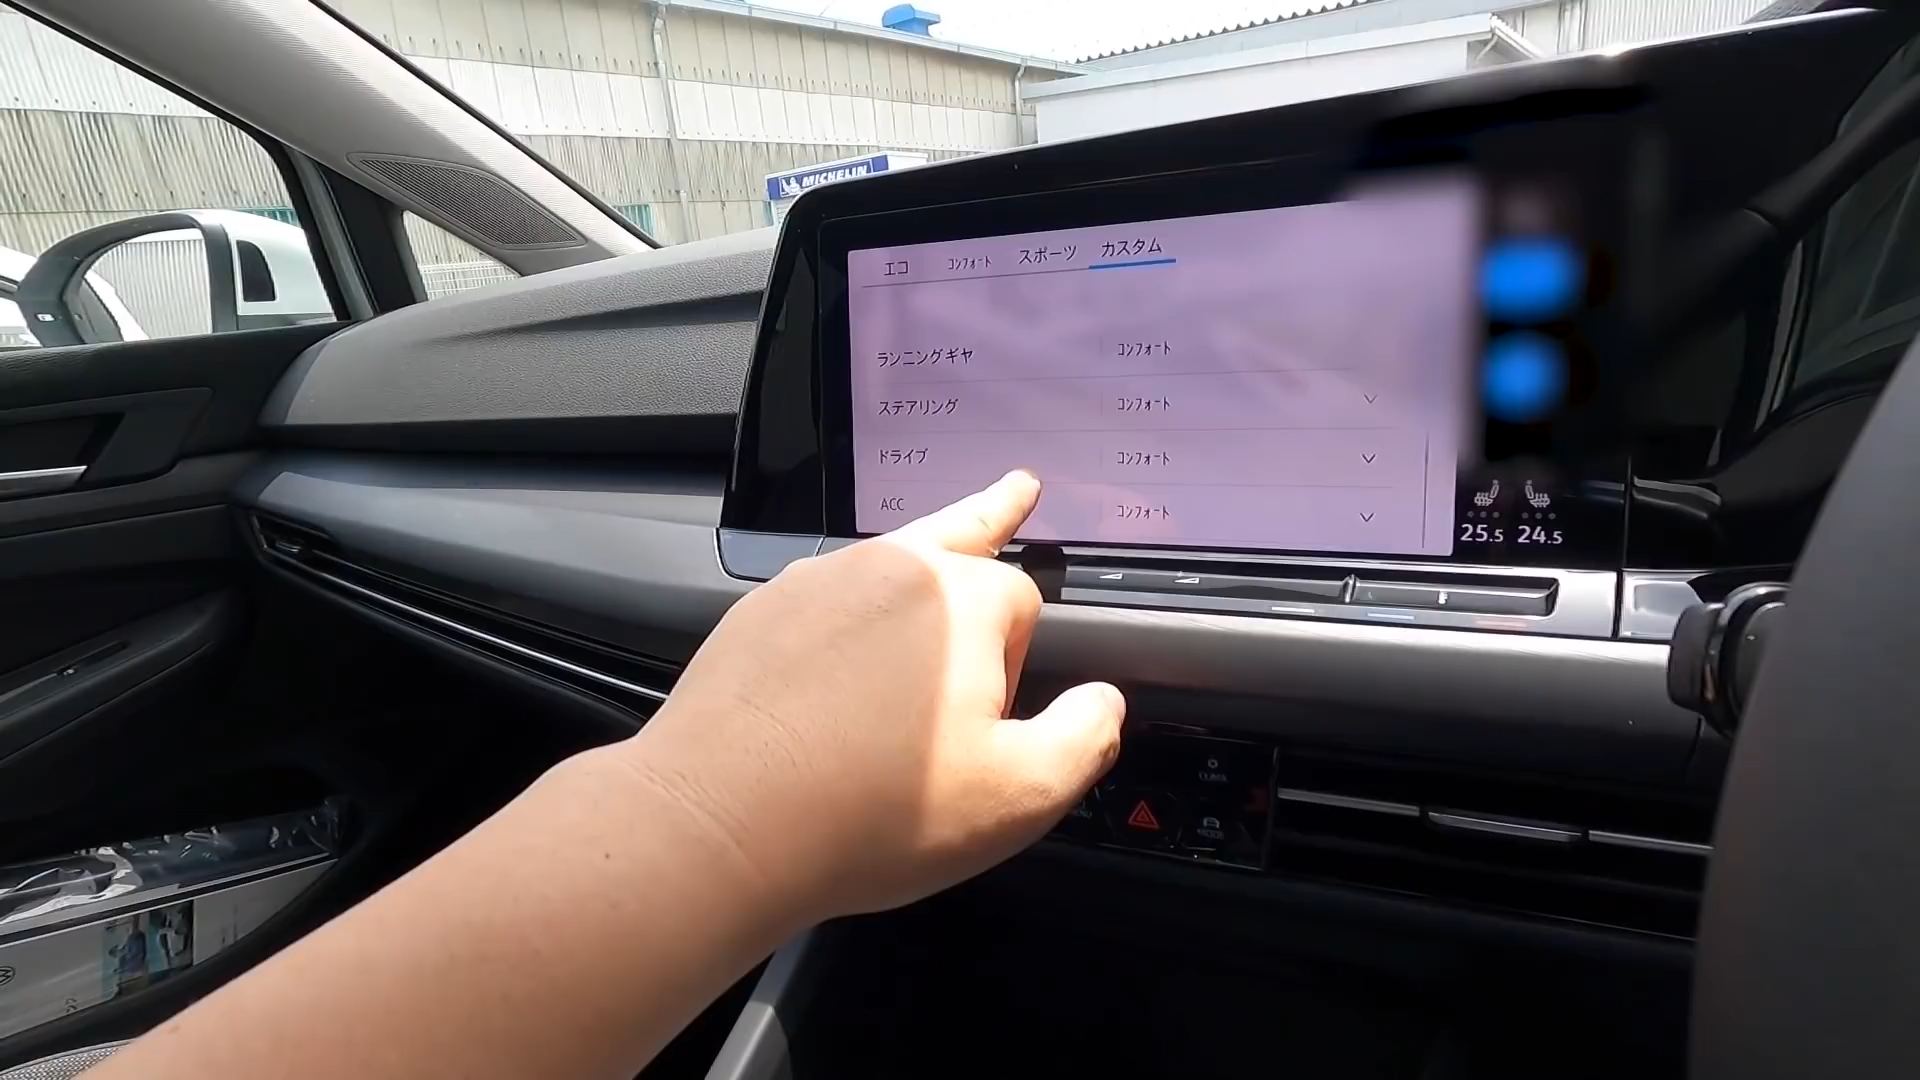 MICHELIN
エコ コンフォート スポーツ カスタム
ランニングギヤ コンフォート
ステアリング コンフォート
ドライブ コンフォート
ACC コンフォート
25.5 24.5
CLIMA
MODE